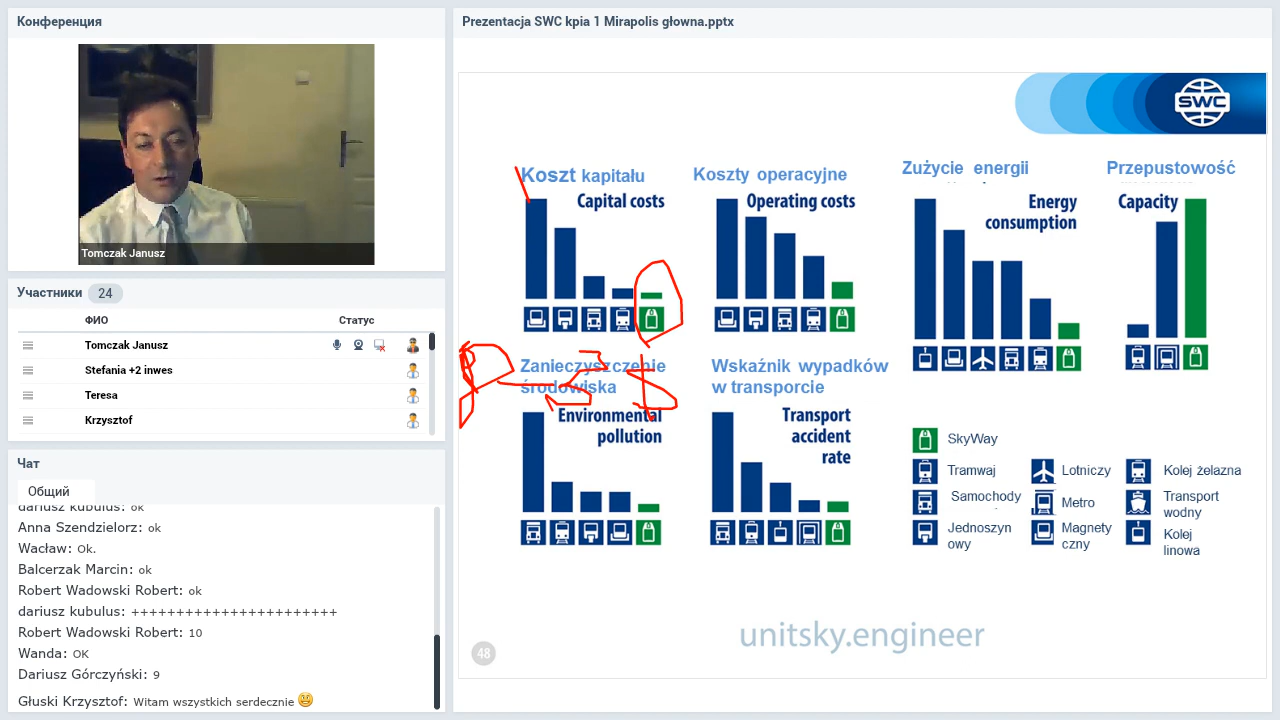 Конференция
Tomczak Janusz
Участники 24
ФИО Статус
Tomczak Janusz
Stefania +2 inwes
Teresa
Krzysztof
Чат
Общий
dariusz kubulus: ok
Anna Szendzielorz: ok
Wacław: Ok.
Balcerzak Marcin: ok
Robert Wadowski Robert: ok
dariusz kubulus: +++++++++++++++++++++++
Robert Wadowski Robert: 10
Wanda: OK
Dariusz Górczyński: 9
Głuski Krzysztof: Witam wszystkich serdecznie
Prezentacja SWC kpia 1 Mirapolis głowna.pptx
SWC
Koszt kapitału
Capital costs
Koszty operacyjne
Operating costs
Zużycie energii
Energy
consumption
Przepustowość
Capacity
Zanieczyszczenie
środowiska
Environmental
pollution
Wskaźnik wypadków
w transporcie
Transport
accident
rate
SkyWay
Tramwaj
Samochody
Jednoszyn
owy
Lotniczy
Metro
Magnety
czny
Kolej żelazna
Transport
wodny
Kolej
linowa
unitsky.engineer
48